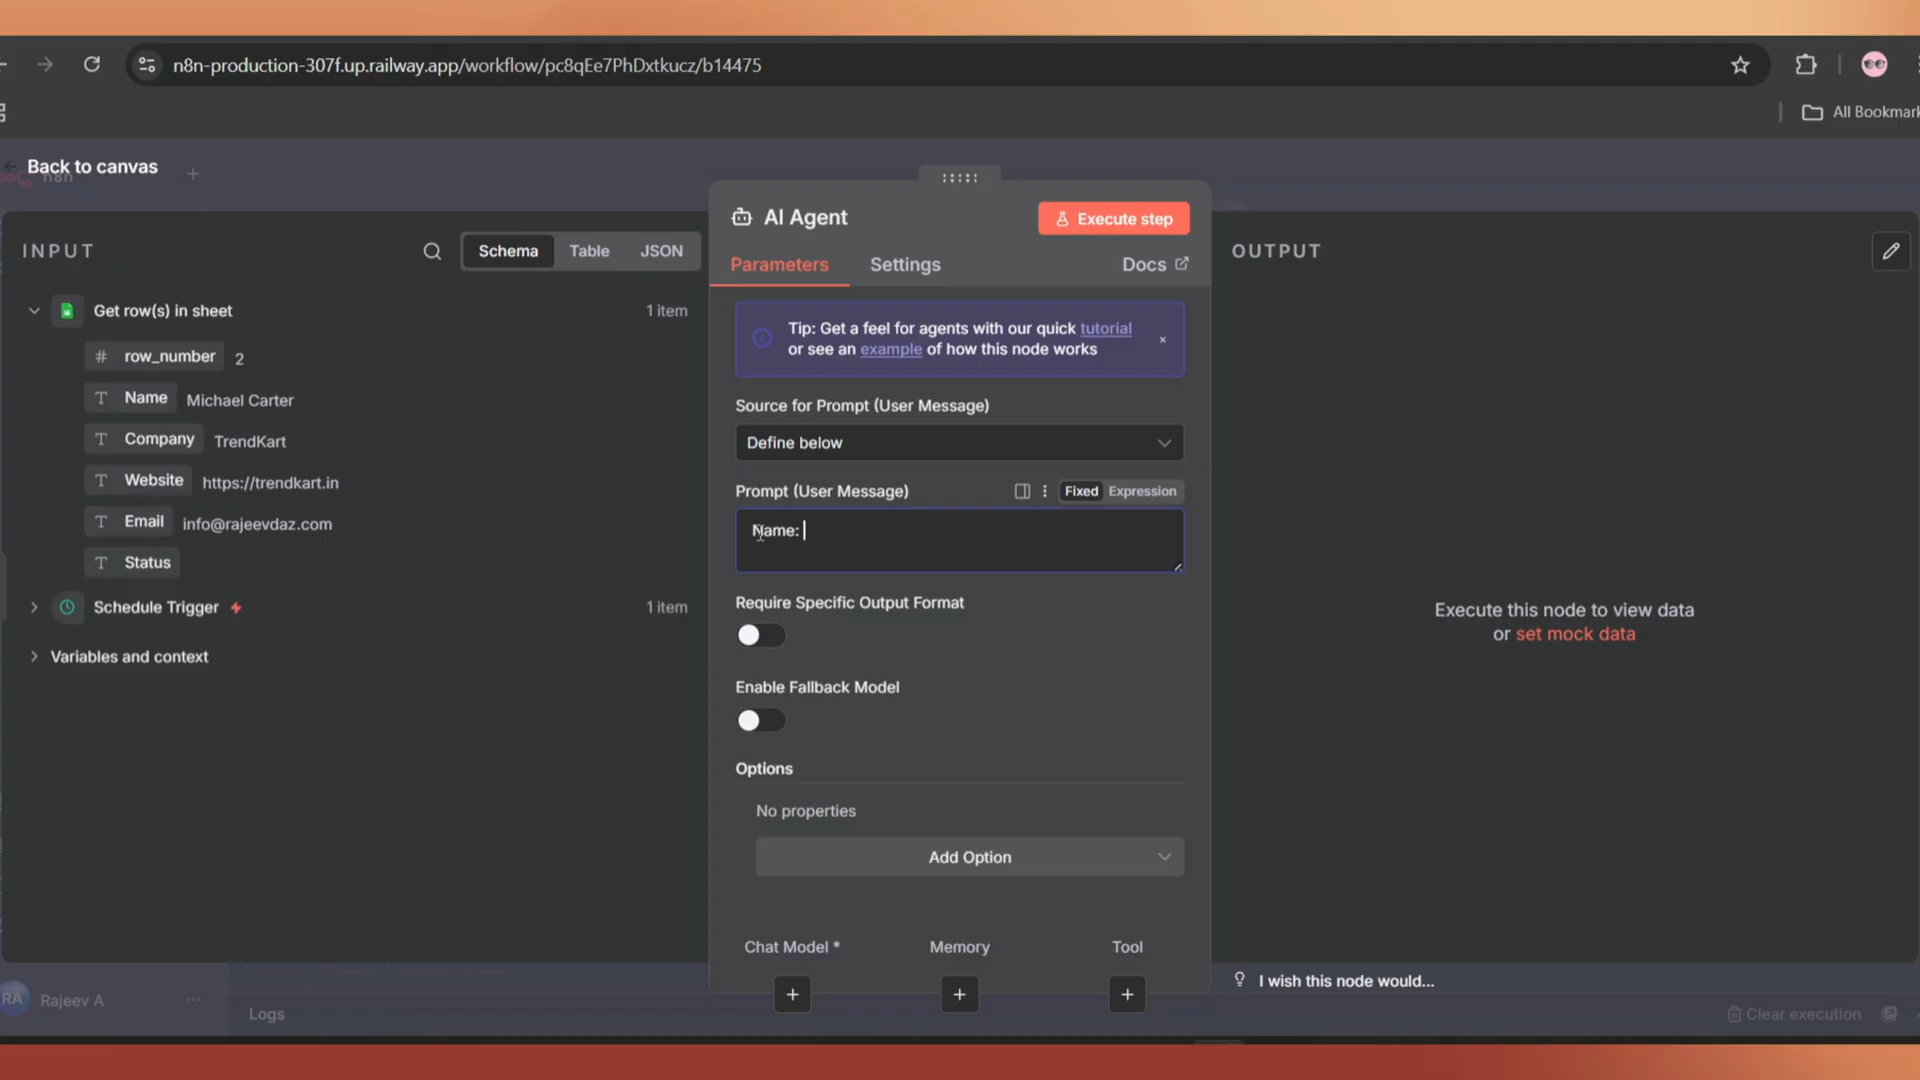 n8n-production-307f.up.railway.app/workflow/pc8qEe7PhDxtkucz/b14475
All Bookmark
Back to canvas
n8n
INPUT
Schema
Table
JSON
Get row(s) in sheet
1 item
# row_number 2
T Name Michael Carter
T Company TrendKart
T Website https://trendkart.in
T Email info@rajeevdaz.com
T Status
Schedule Trigger
1 item
Variables and context
AI Agent
Execute step
Parameters
Settings
Docs
Tip: Get a feel for agents with our quick tutorial
or see an example of how this node works
Source for Prompt (User Message)
Define below
Prompt (User Message)
Fixed
Expression
Name:
Require Specific Output Format
Enable Fallback Model
Options
No properties
Add Option
Chat Model *
Memory
Tool
OUTPUT
Execute this node to view data
or set mock data
I wish this node would...
RA Rajeev A
Logs
Clear execution